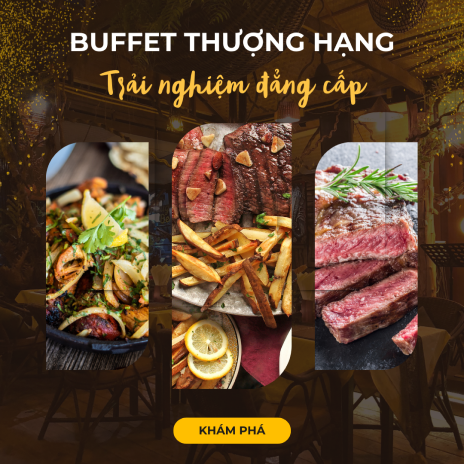 BUFFET THƯỢNG HẠNG
Trải nghiệm đẳng cấp
KHÁM PHÁ